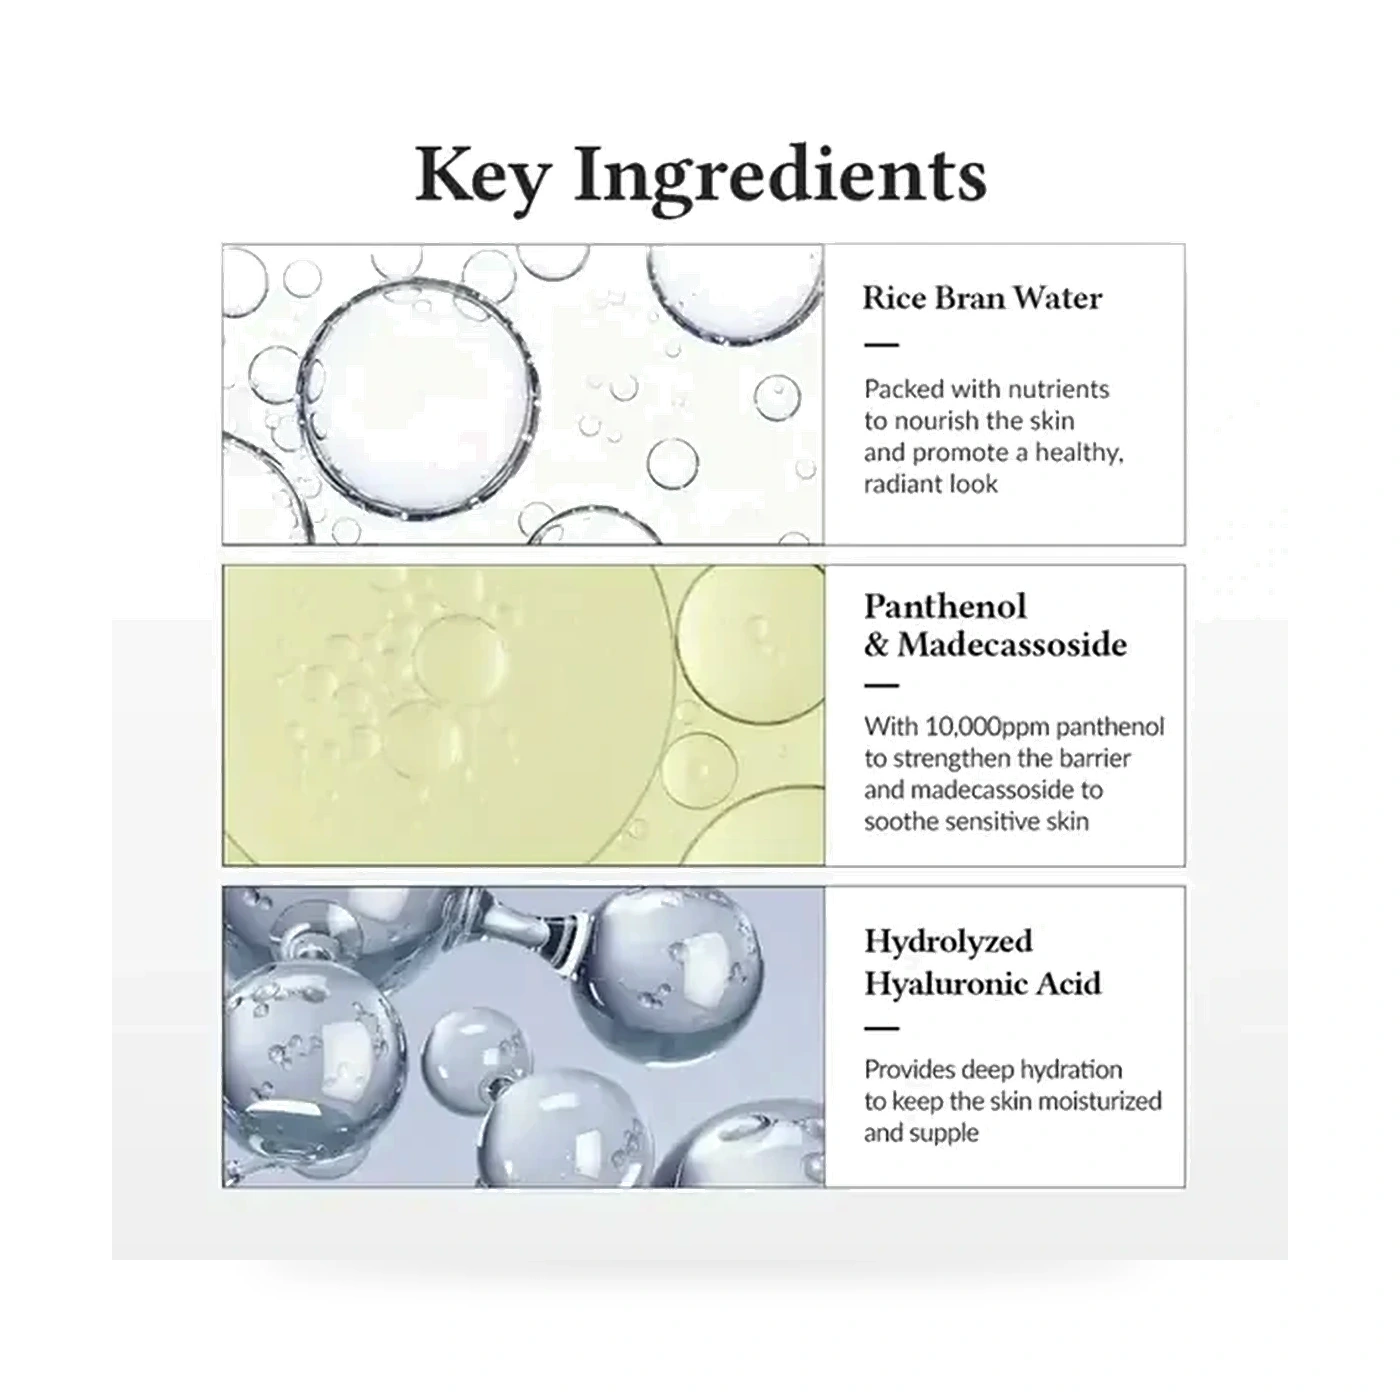 Key Ingredients
Rice Bran Water
Packed with nutrients
to nourish the skin
and promote a healthy,
radiant look
Panthenol
& Madecassoside
With 10,000ppm panthenol
to strengthen the barrier
and madecassoside to
soothe sensitive skin
Hydrolyzed
Hyaluronic Acid
Provides deep hydration
to keep the skin moisturized
and supple